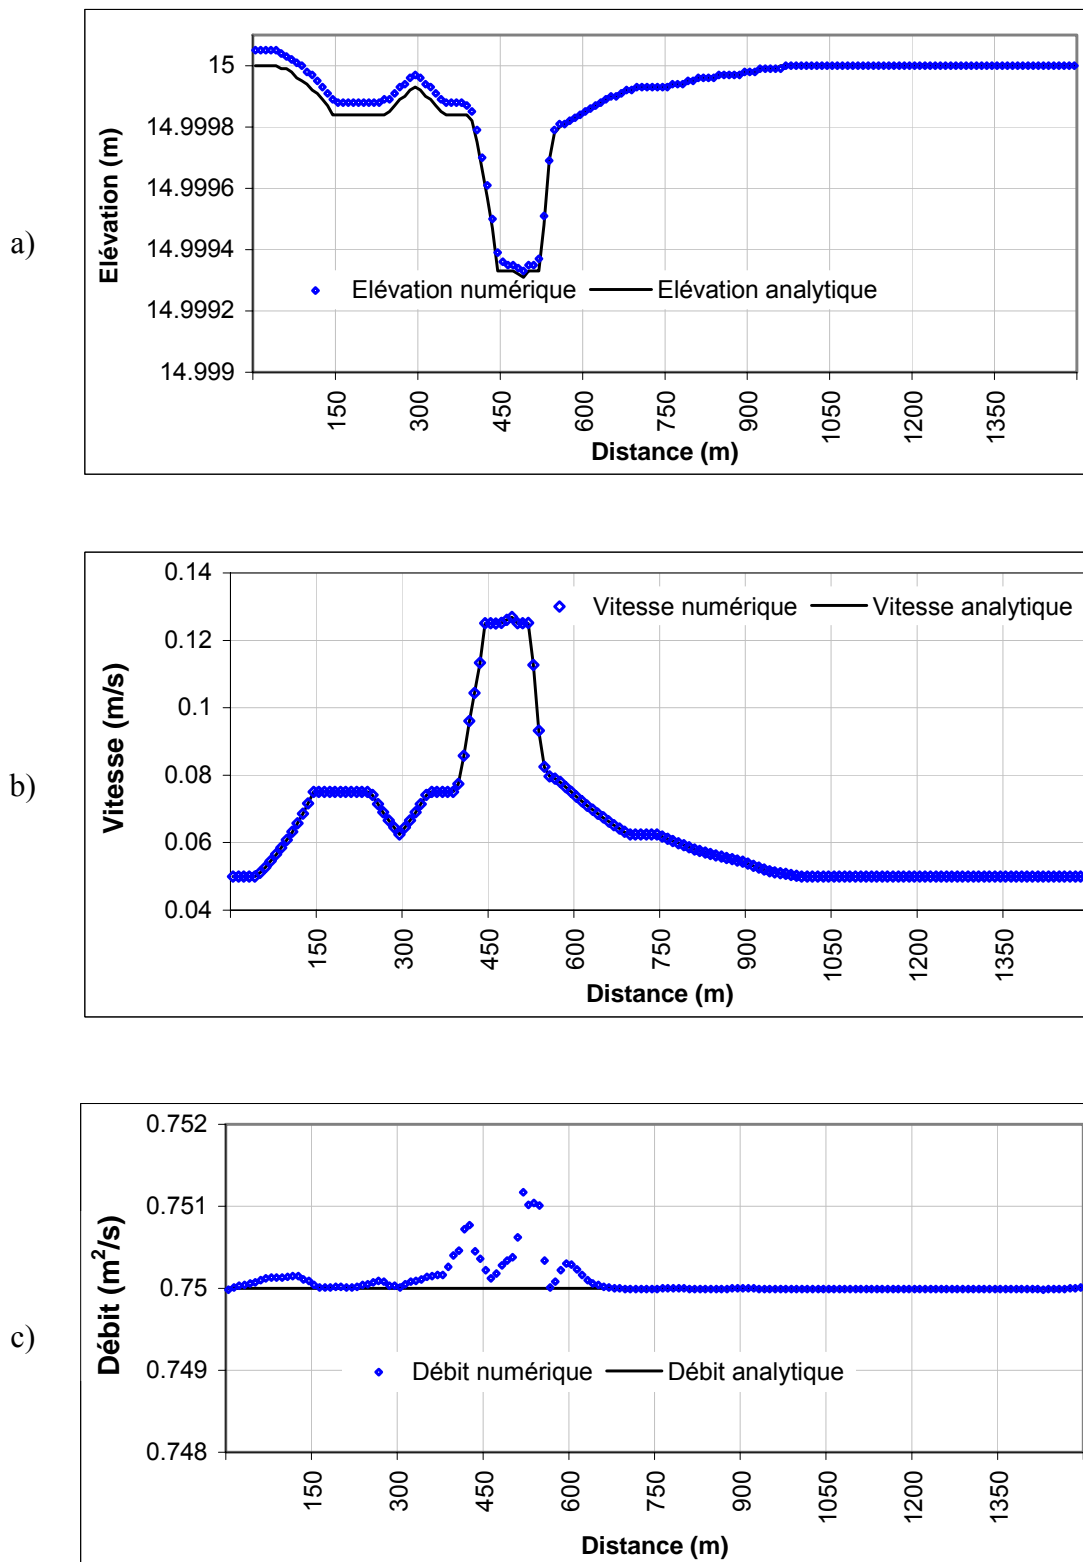 a)
Elévation (m)
15
14.9998
14.9996
14.9994
14.9992
14.999
Elévation numérique Elévation analytique
150 300 450 600 750 900 1050 1200 1350
Distance (m)
b)
Vitesse (m/s)
0.14
0.12
0.1
0.08
0.06
0.04
Vitesse numérique Vitesse analytique
150 300 450 600 750 900 1050 1200 1350
Distance (m)
c)
Débit (m²/s)
0.752
0.751
0.75
0.749
0.748
Débit numérique Débit analytique
150 300 450 600 750 900 1050 1200 1350
Distance (m)